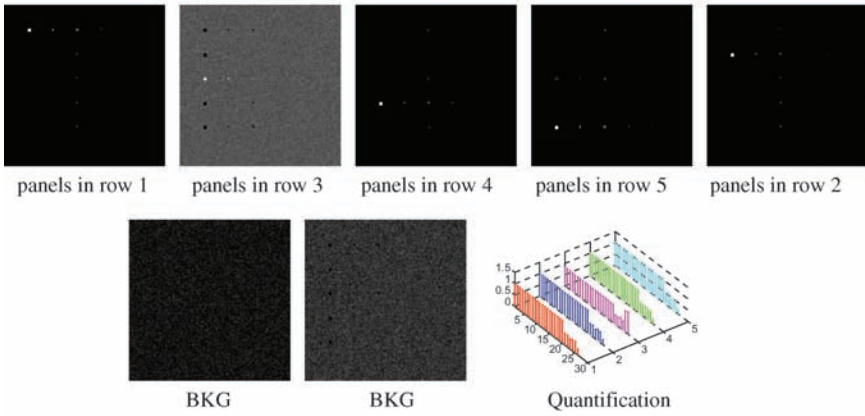 panels in row 1
panels in row 3
panels in row 4
panels in row 5
panels in row 2
1.5
1
0.5
0
5
10
15
20
25
30
1
2
3
4
5
BKG
BKG
Quantification